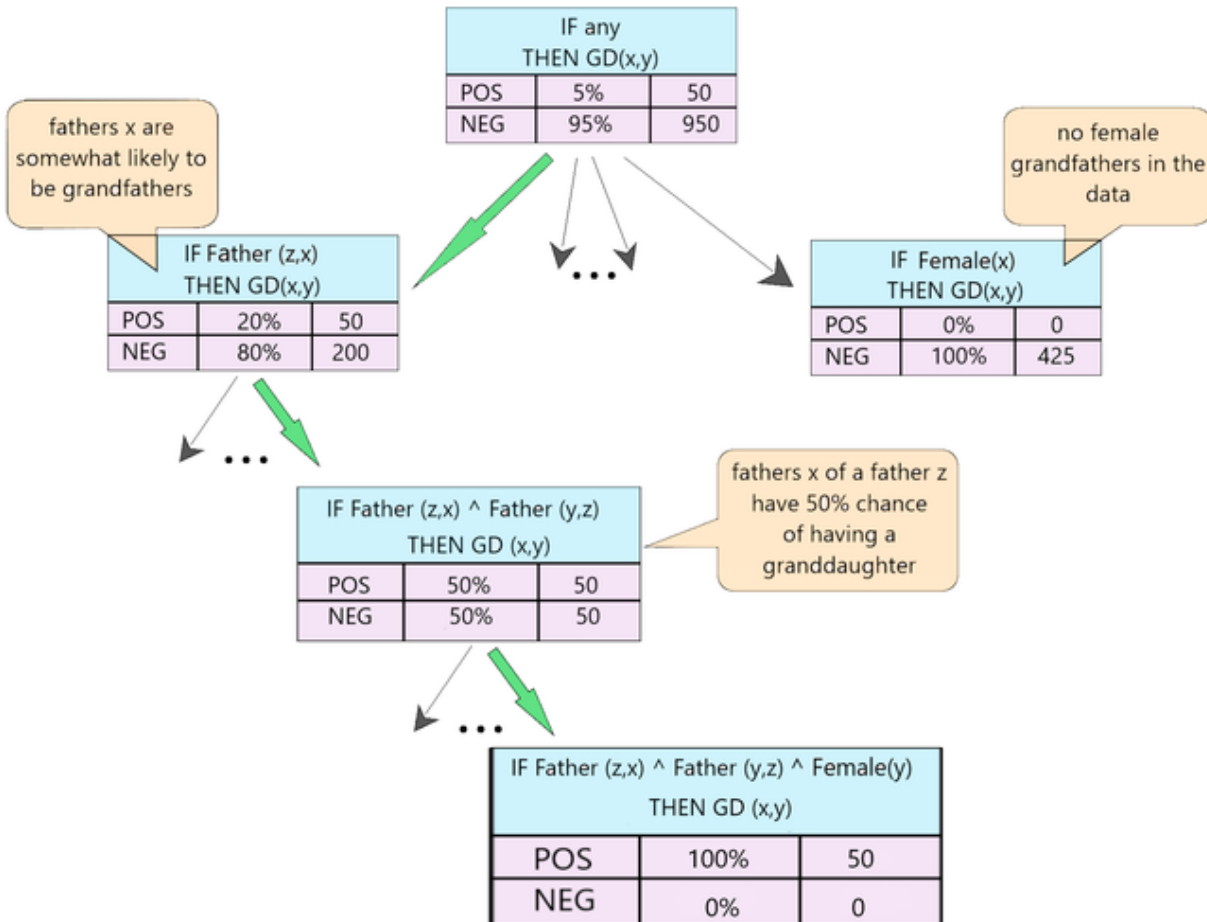 IF any
THEN GD(x,y)
POS 5% 50
NEG 95% 950
fathers x are
somewhat likely to
be grandfathers
no female
grandfathers in the
data
IF Father (z,x)
THEN GD(x,y)
POS 20% 50
NEG 80% 200
...
IF Female(x)
THEN GD(x,y)
POS 0% 0
NEG 100% 425
...
IF Father (z,x) ^ Father (y,z)
THEN GD (x,y)
POS 50% 50
NEG 50% 50
fathers x of a father z
have 50% chance
of having a
granddaughter
...
IF Father (z,x) ^ Father (y,z) ^ Female(y)
THEN GD (x,y)
POS 100% 50
NEG 0% 0